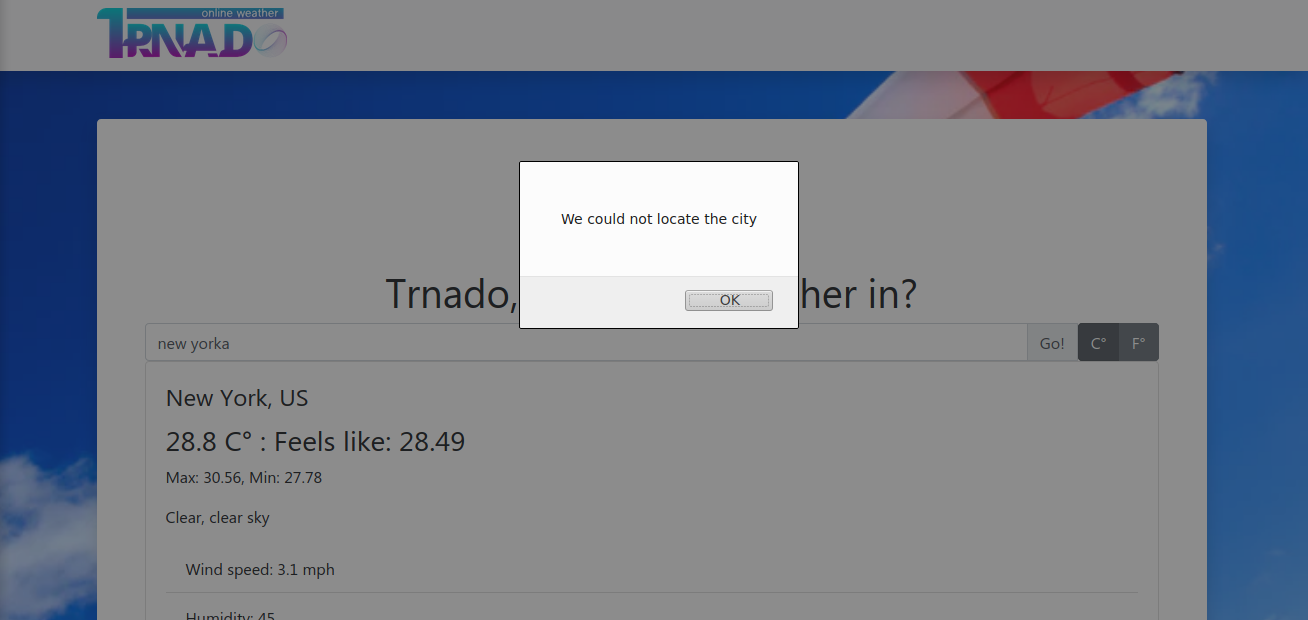 online weather
TRNADO
We could not locate the city
OK
Trnado, her in?
new yorka
Go! C° F°
New York, US
28.8 C° : Feels like: 28.49
Max: 30.56, Min: 27.78
Clear, clear sky
Wind speed: 3.1 mph
Humidity: 45